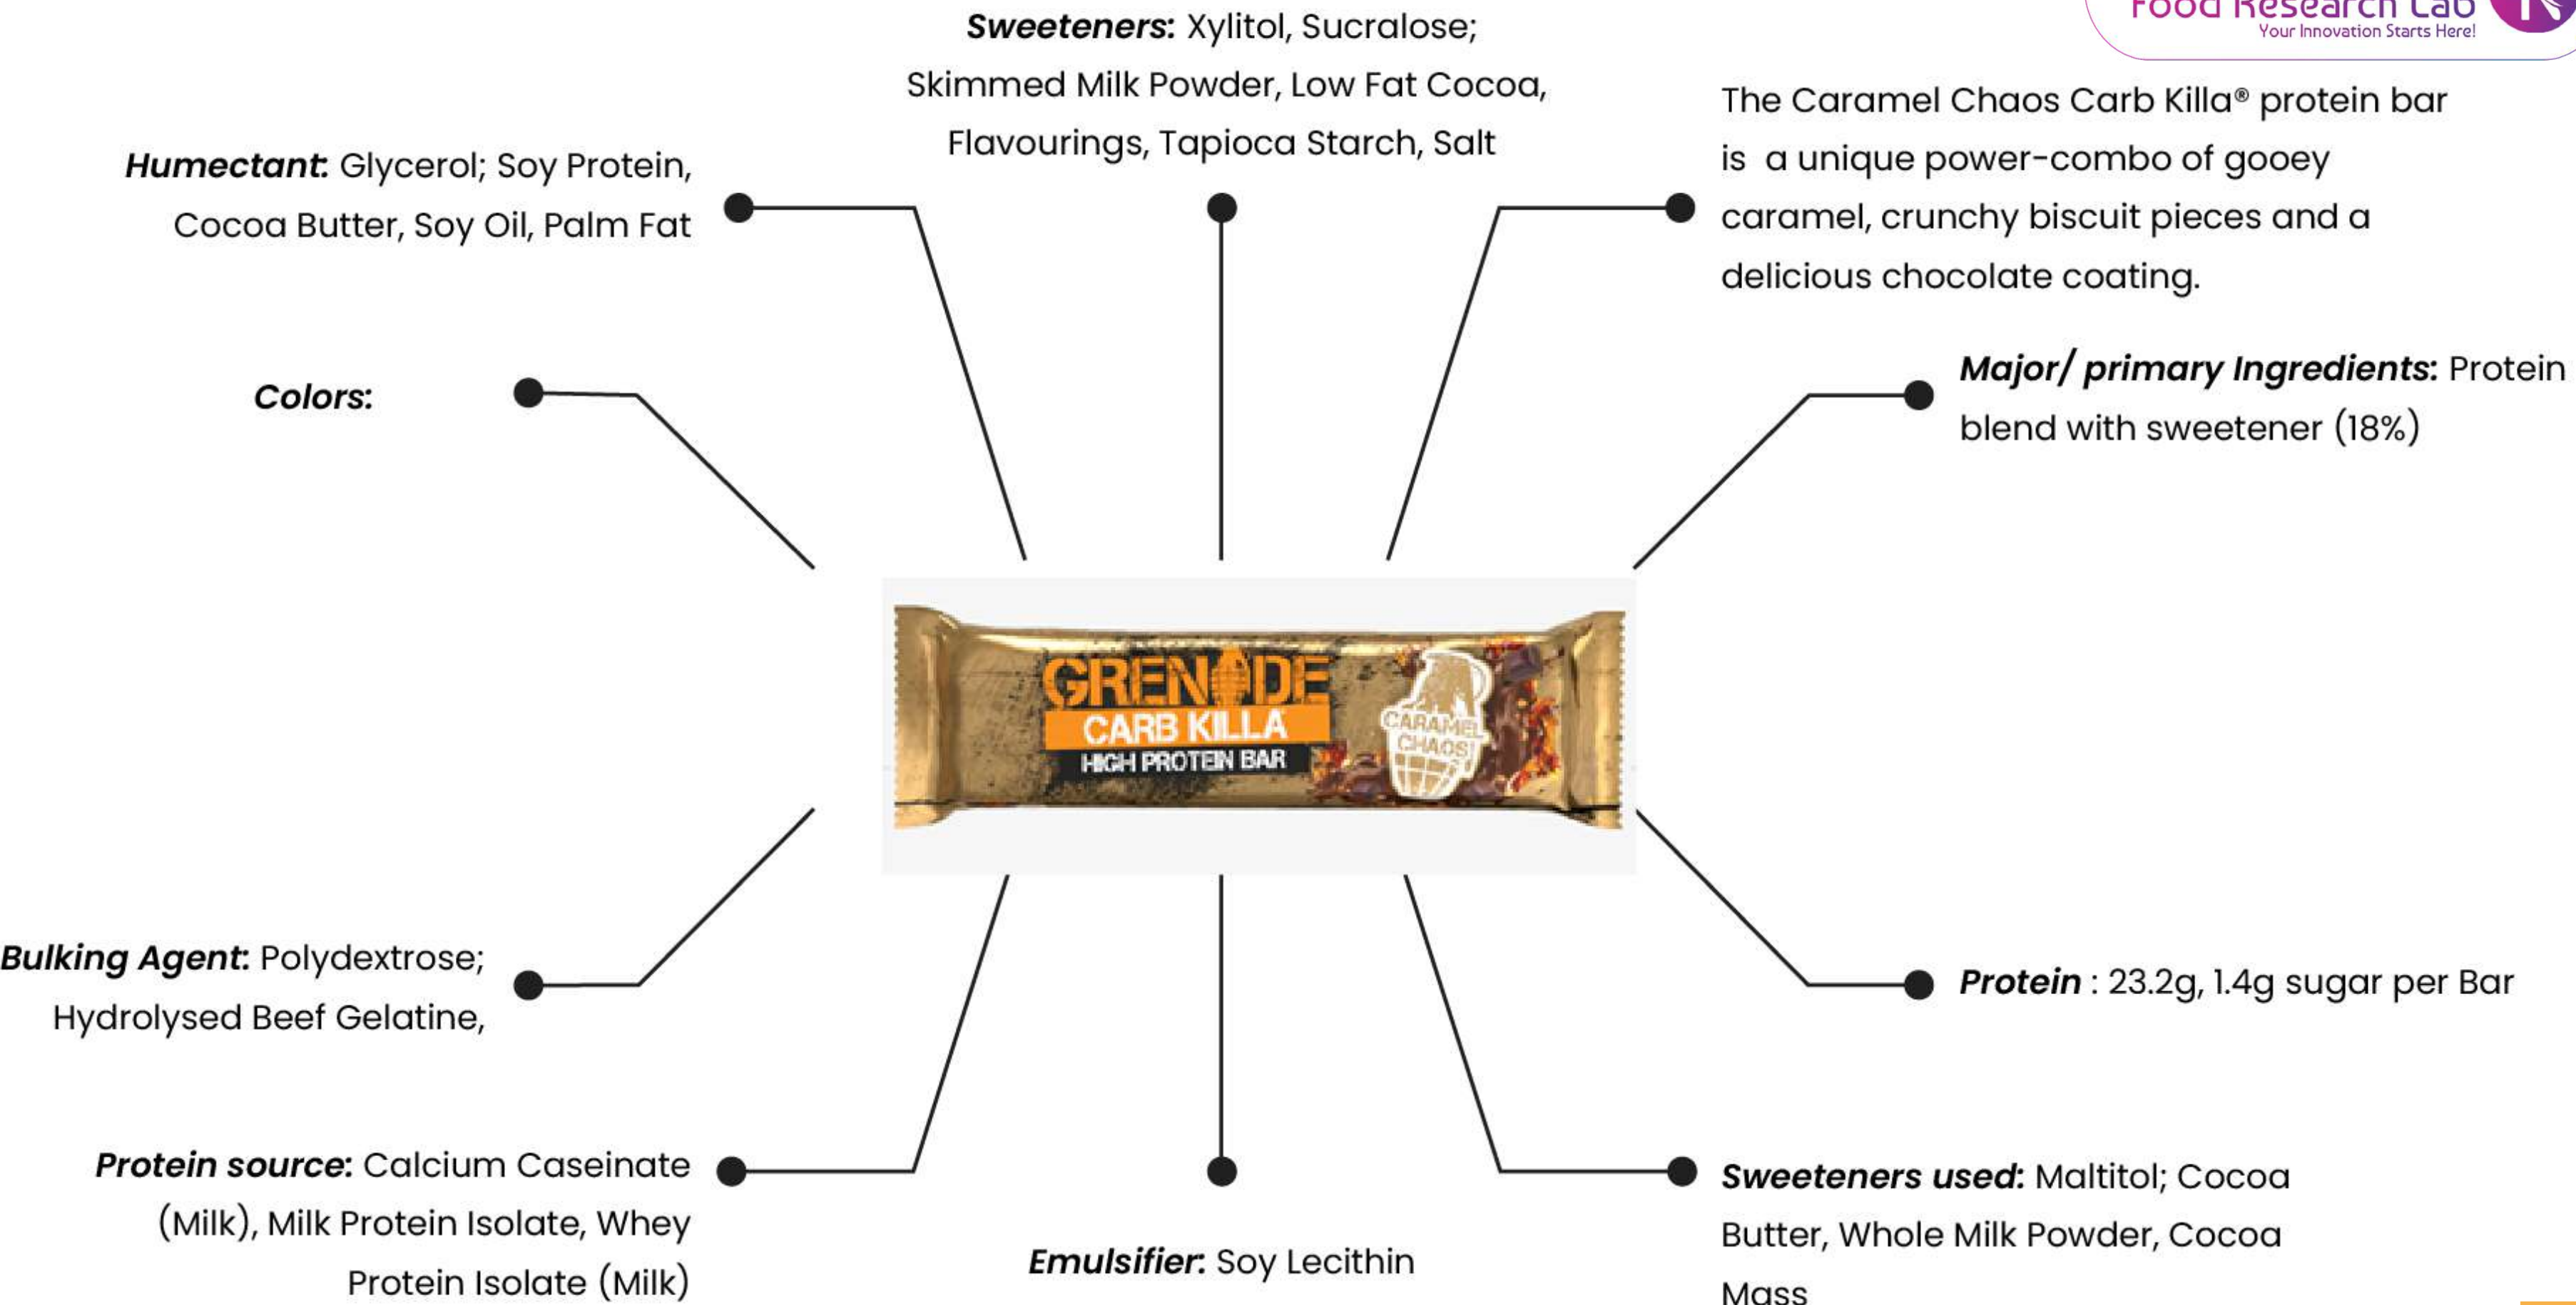 Food Research Lab
Your Innovation Starts Here!
Sweeteners: Xylitol, Sucralose;
Skimmed Milk Powder, Low Fat Cocoa,
Flavourings, Tapioca Starch, Salt
Humectant: Glycerol; Soy Protein,
Cocoa Butter, Soy Oil, Palm Fat
The Caramel Chaos Carb Killa® protein bar
is a unique power-combo of gooey
caramel, crunchy biscuit pieces and a
delicious chocolate coating.
Colors:
Major/ primary Ingredients: Protein
blend with sweetener (18%)
GRENADE
CARB KILLA
HIGH PROTEIN BAR
CARAMEL
CHAOS
Bulking Agent: Polydextrose;
Hydrolysed Beef Gelatine,
Protein : 23.2g, 1.4g sugar per Bar
Protein source: Calcium Caseinate
(Milk), Milk Protein Isolate, Whey
Protein Isolate (Milk)
Emulsifier: Soy Lecithin
Sweeteners used: Maltitol; Cocoa
Butter, Whole Milk Powder, Cocoa
Mass